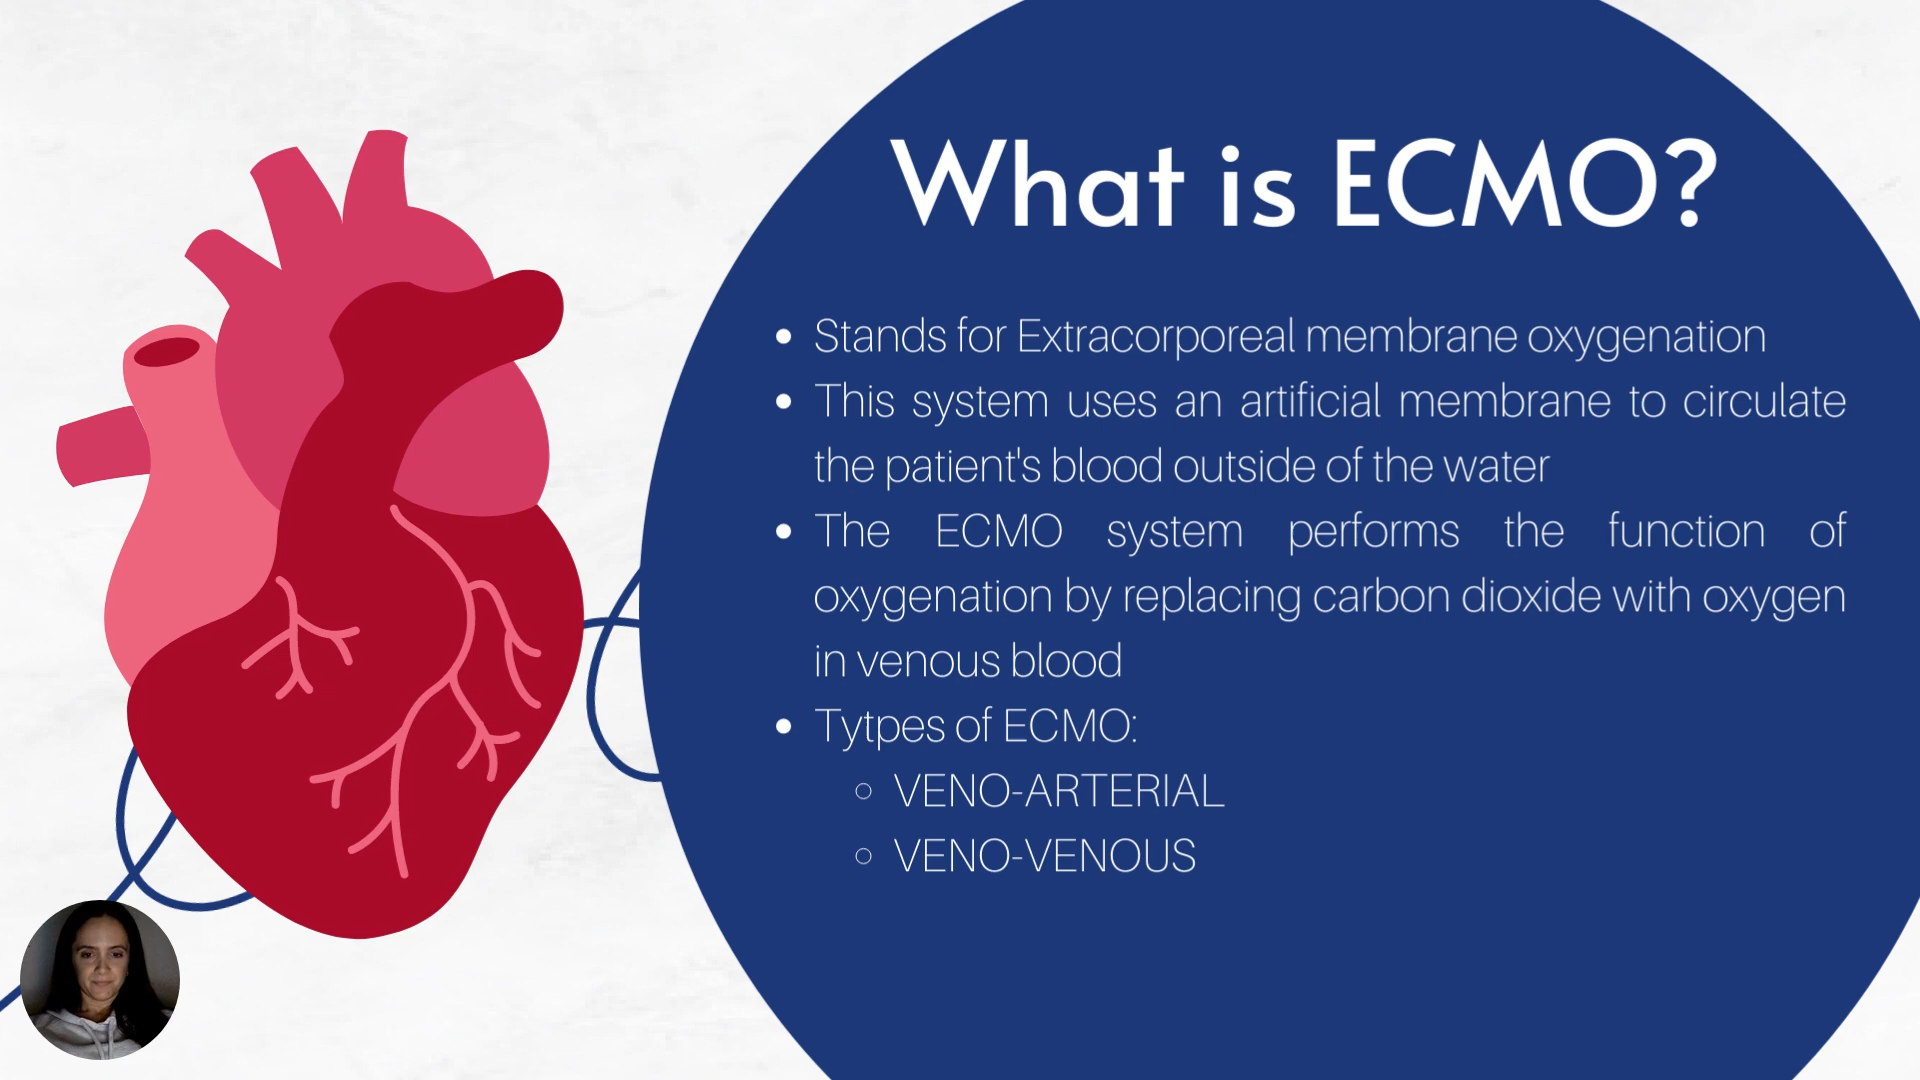 What is ECMO?
Stands for Extracorporeal membrane oxygenation
This system uses an artificial membrane to circulate
the patient's blood outside of the water
The ECMO system performs the function of
oxygenation by replacing carbon dioxide with oxygen
in venous blood
Tytpes of ECMO:
VENO-ARTERIAL
VENO-VENOUS